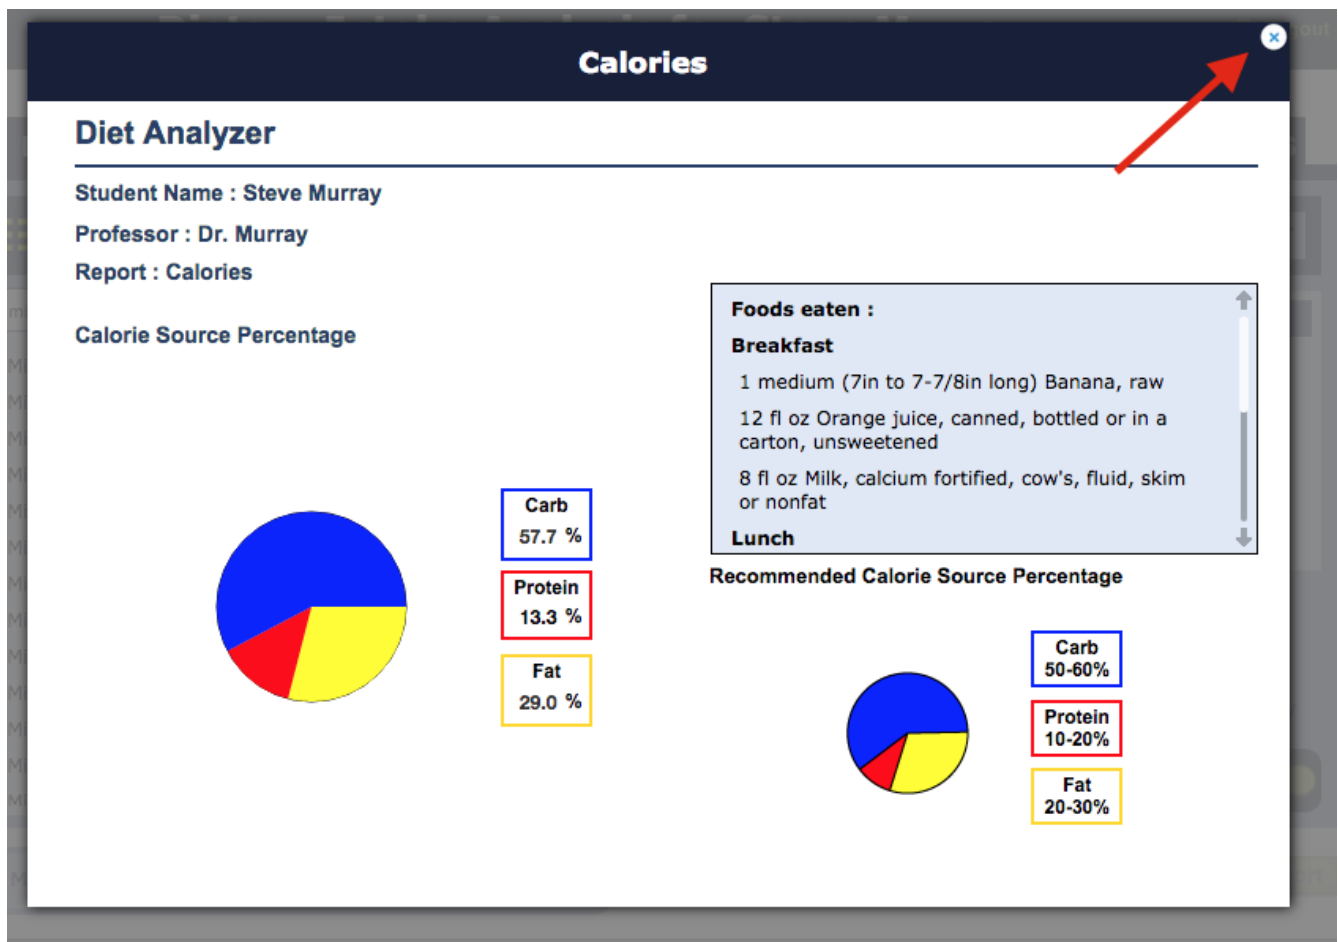 Calories
Diet Analyzer
Student Name : Steve Murray
Professor : Dr. Murray
Report : Calories
Calorie Source Percentage
Carb
57.7 %
Protein
13.3 %
Fat
29.0 %
Foods eaten :
Breakfast
1 medium (7in to 7-7/8in long) Banana, raw
12 fl oz Orange juice, canned, bottled or in a
carton, unsweetened
8 fl oz Milk, calcium fortified, cow's, fluid, skim
or nonfat
Lunch
Recommended Calorie Source Percentage
Carb
50-60%
Protein
10-20%
Fat
20-30%